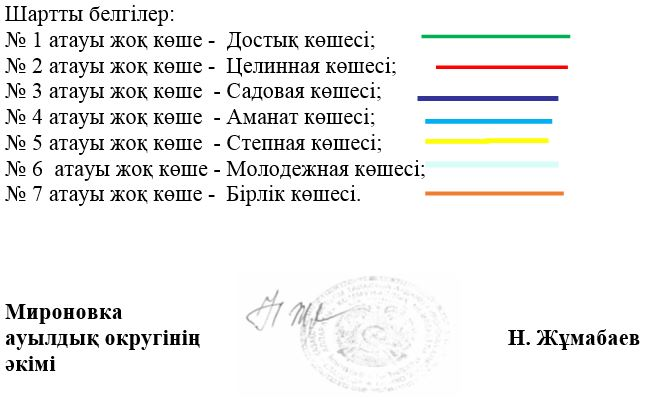 Шартты белгілер:
№ 1 атауы жоқ көше - Достық көшесі;
№ 2 атауы жоқ көше - Целинная көшесі;
№ 3 атауы жоқ көше - Садовая көшесі;
№ 4 атауы жоқ көше - Аманат көшесі;
№ 5 атауы жоқ көше - Степная көшесі;
№ 6 атауы жоқ көше - Молодежная көшесі;
№ 7 атауы жоқ көше - Бірлік көшесі.
Мироновка
ауылдық округінің
әкімі
Н. Жұмабаев